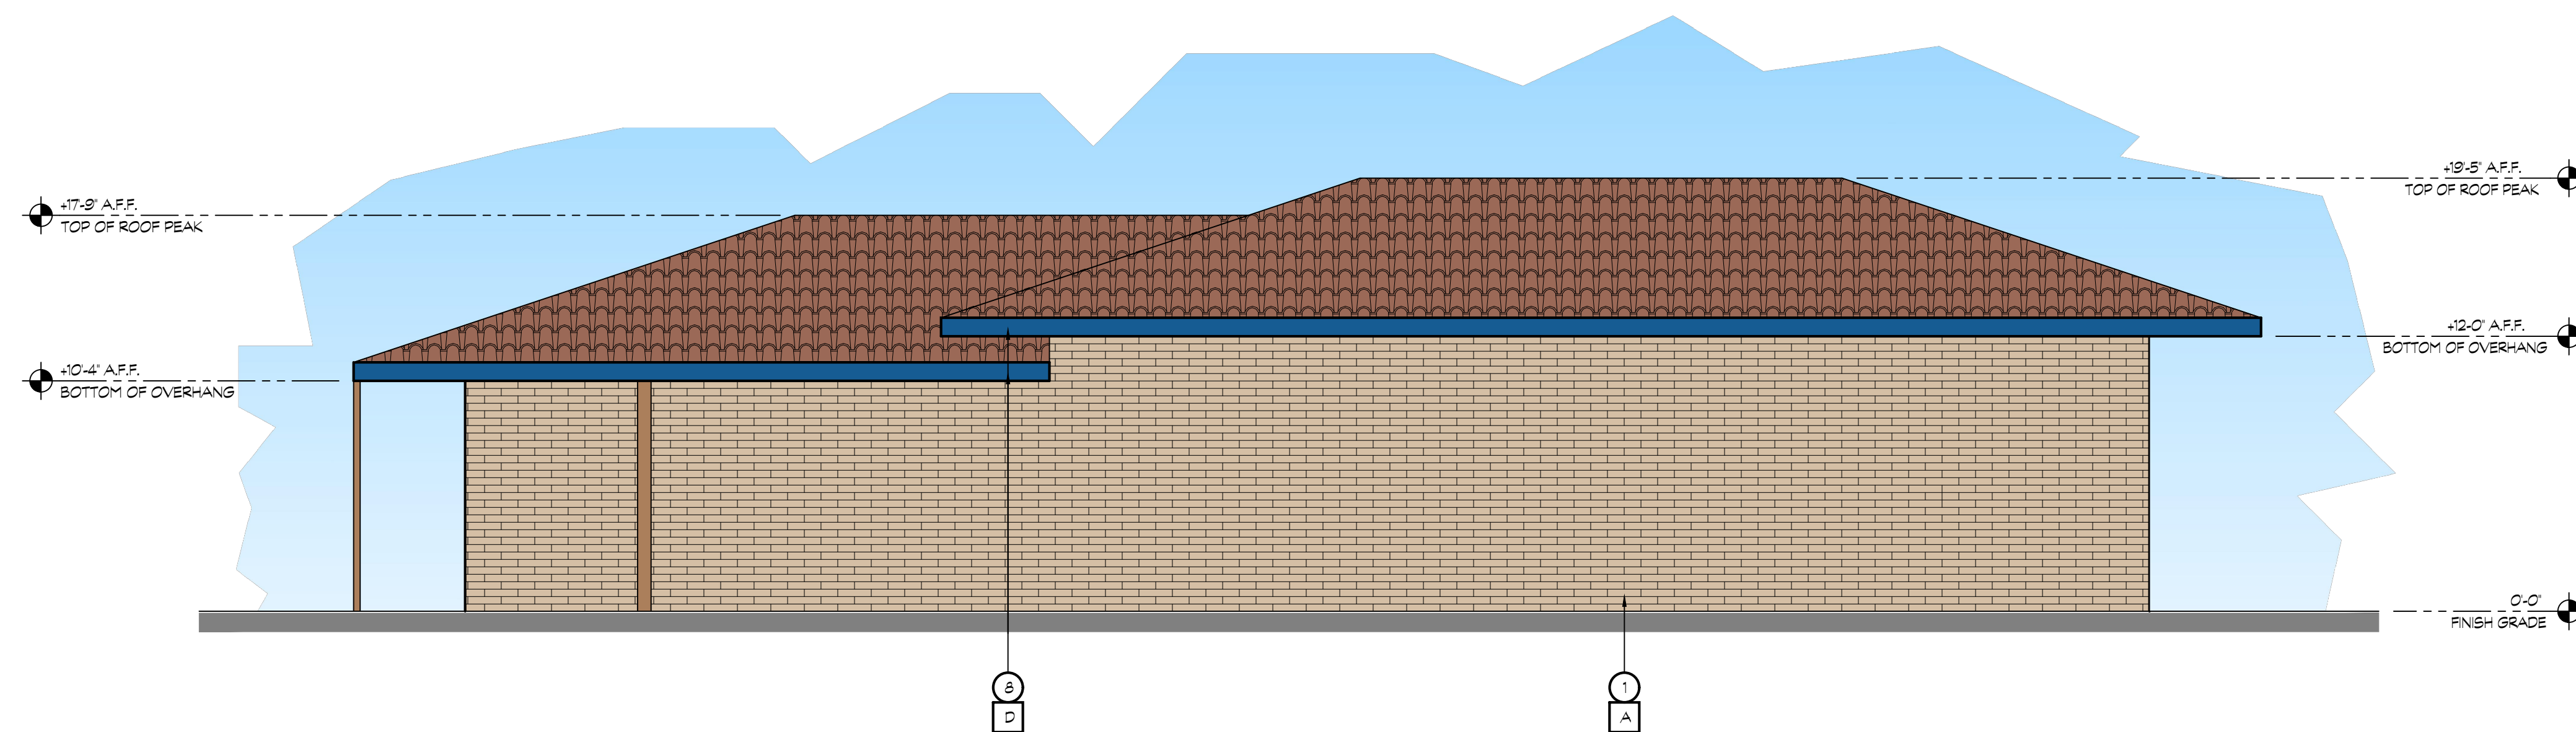 +17'-9" A.F.F.
TOP OF ROOF PEAK
+10'-4" A.F.F.
BOTTOM OF OVERHANG
+19'-5" A.F.F.
TOP OF ROOF PEAK
+12'-0" A.F.F.
BOTTOM OF OVERHANG
0'-0"
FINISH GRADE
8
D
1
A